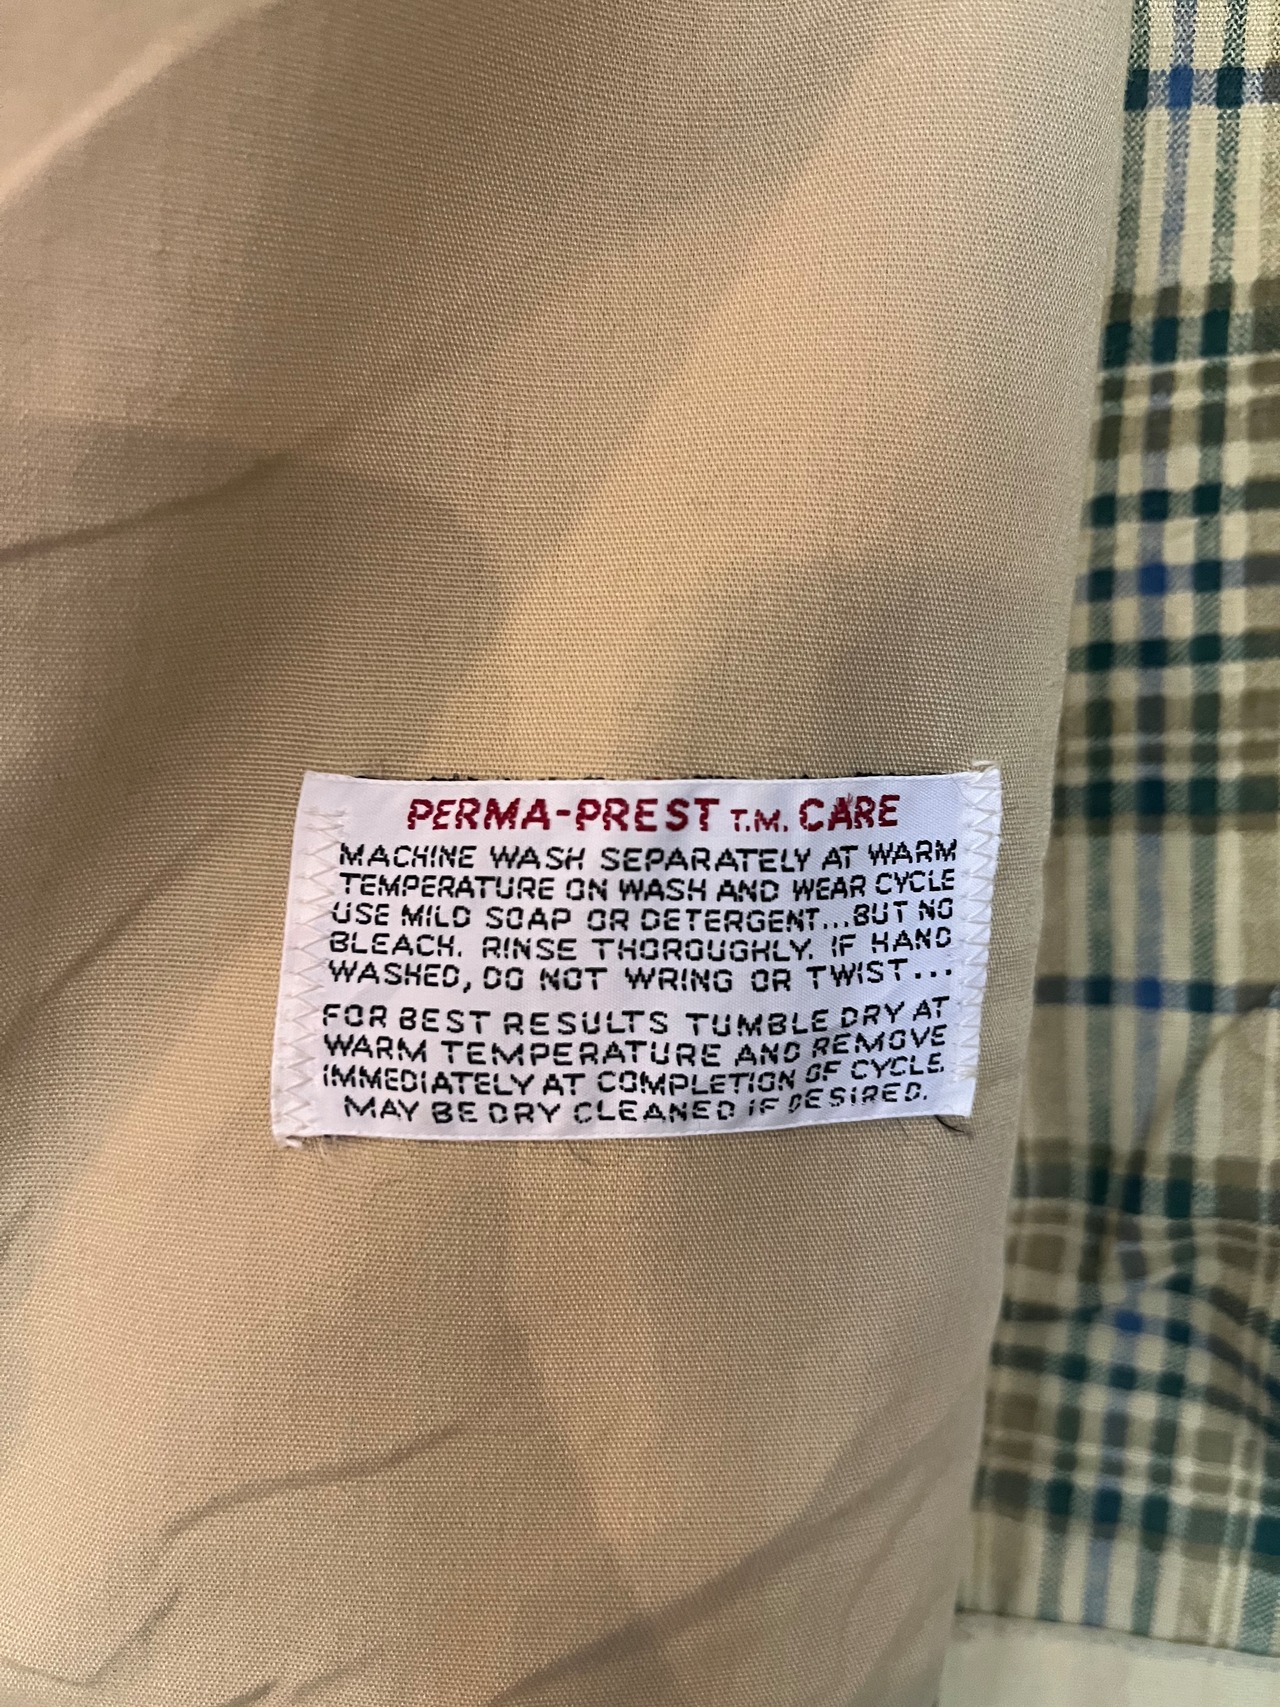 PERMA-PREST T.M. CARE
MACHINE WASH SEPARATELY AT WARM
TEMPERATURE ON WASH AND WEAR CYCLE
USE MILD SOAP OR DETERGENT...BUT NO
BLEACH. RINSE THOROUGHLY. IF HAND
WASHED, DO NOT WRING OR TWIST...
FOR BEST RESULTS TUMBLE DRY AT
WARM TEMPERATURE AND REMOVE
IMMEDIATELY AT COMPLETION OF CYCLE.
MAY BE DRY CLEANED IF DESIRED.